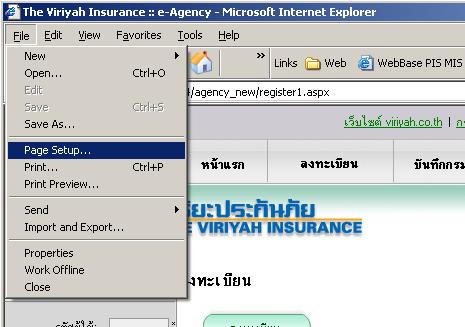 The Viriyah Insurance :: e-Agency - Microsoft Internet Explorer
File Edit View Favorites Tools Help
New
Open... Ctrl+O
Edit
Save Ctrl+S
Save As...
Page Setup...
Print... Ctrl+P
Print Preview...
Send
Import and Export...
Properties
Work Offline
Close
» Links Web WebBase PIS MIS
/agency_new/register1.aspx
เว็บไซต์ viriyah.co.th |
หน้าแรก ลงทะเบียน บันทึกกรม
ยะประกันภัย
E VIRIYAH INSURANCE
งทะเบียน